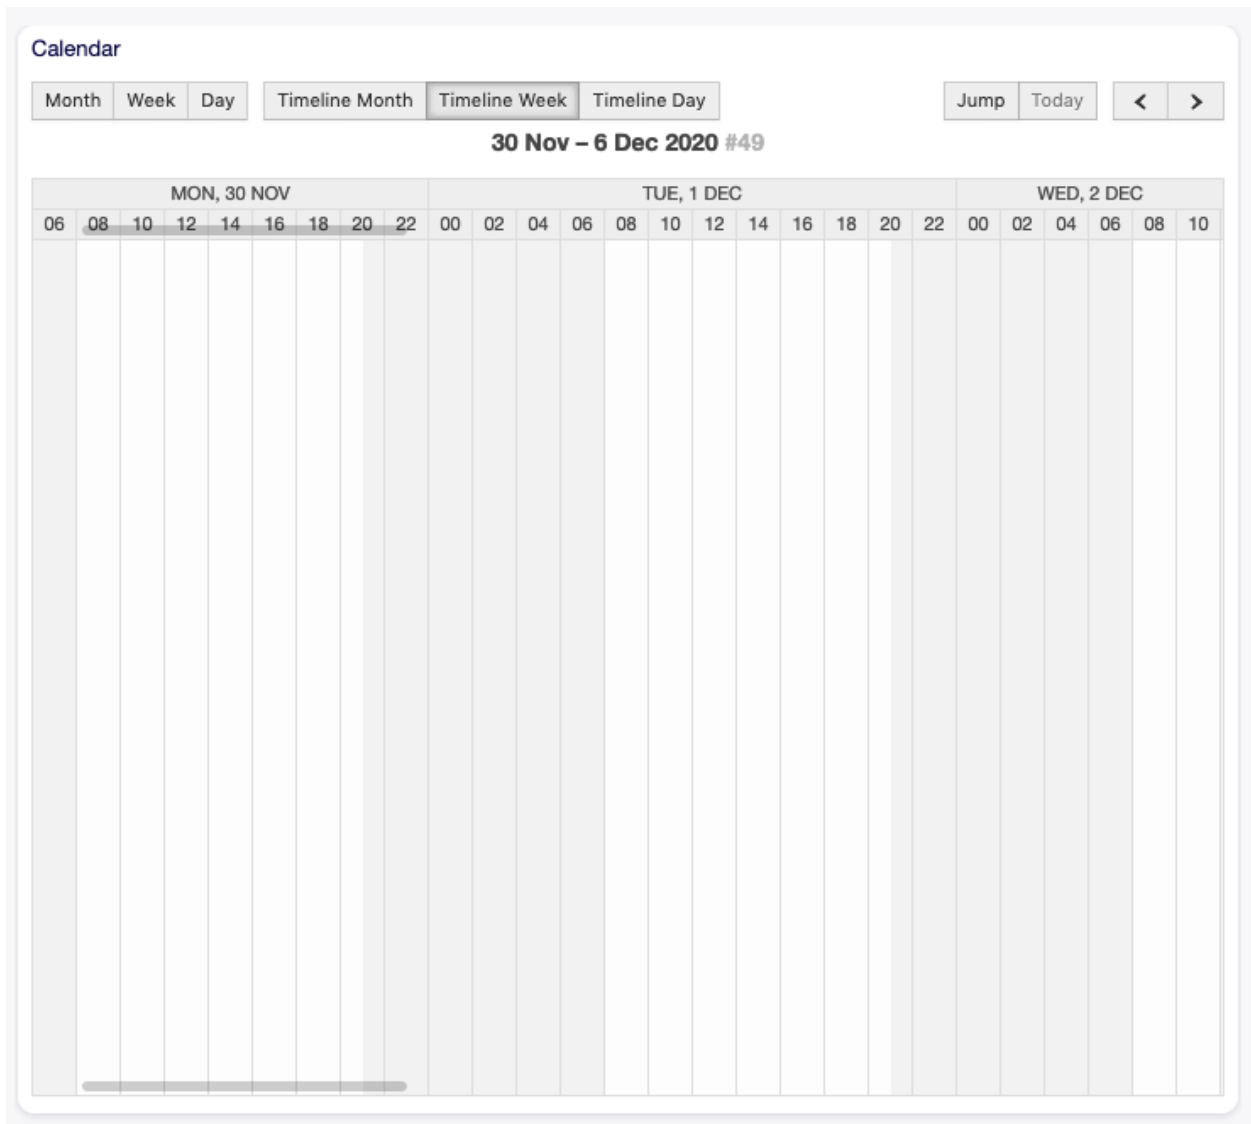 Calendar
Month Week Day Timeline Month Timeline Week Timeline Day Jump Today < >
30 Nov – 6 Dec 2020 #49
MON, 30 NOV TUE, 1 DEC WED, 2 DEC
06 08 10 12 14 16 18 20 22 00 02 04 06 08 10 12 14 16 18 20 22 00 02 04 06 08 10